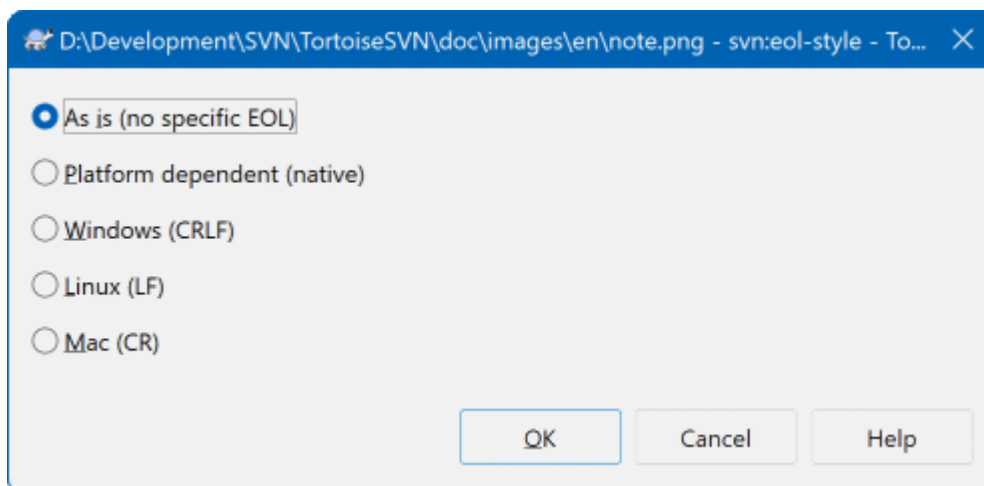 D:\Development\SVN\TortoiseSVN\doc\images\en\note.png - svn:eol-style - To...
As is (no specific EOL)
Platform dependent (native)
Windows (CRLF)
Linux (LF)
Mac (CR)
OK Cancel Help